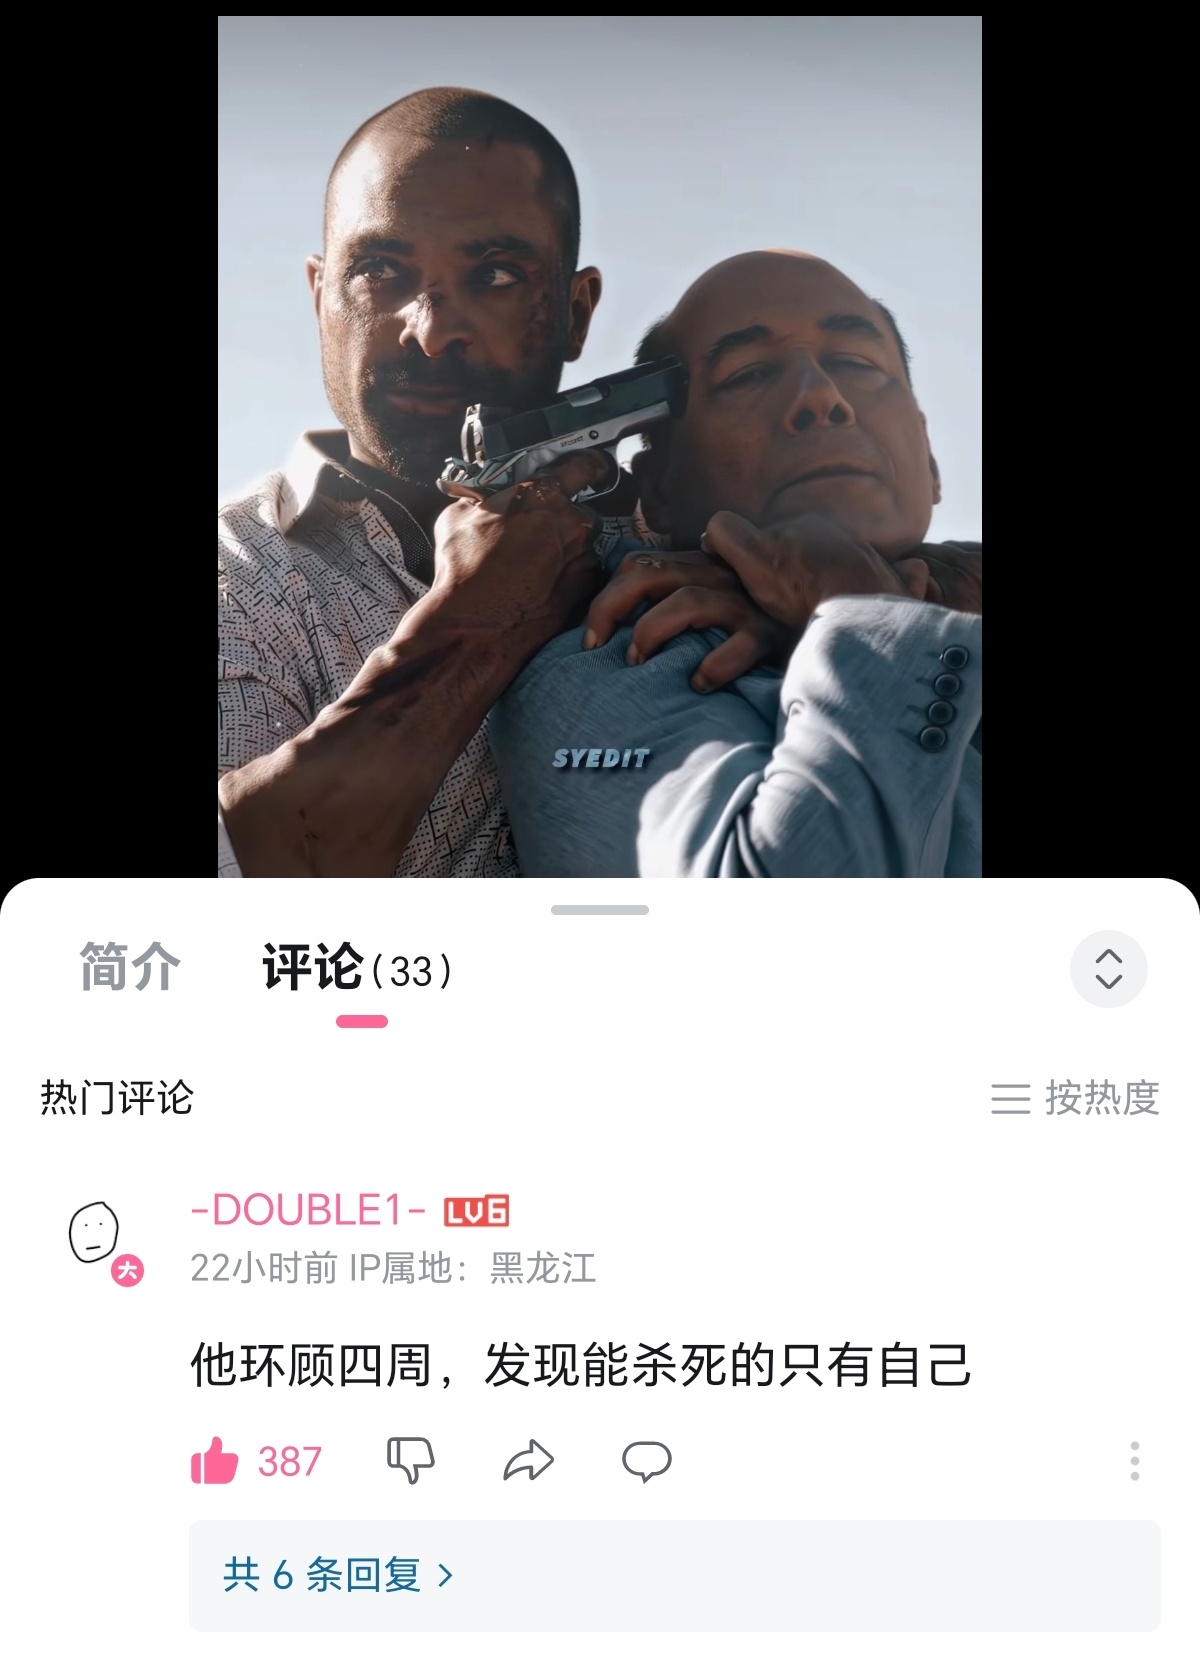 SYEDIT
简介
评论(33)
热门评论
按热度
-DOUBLE1- LV6
大
22小时前 IP属地：黑龙江
他环顾四周，发现能杀死的只有自己
387
共 6 条回复 >